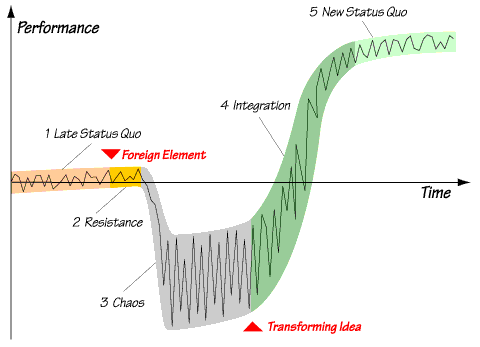 Performance
5 New Status Quo
4 Integration
1 Late Status Quo
Foreign Element
Time
2 Resistance
3 Chaos
Transforming Idea